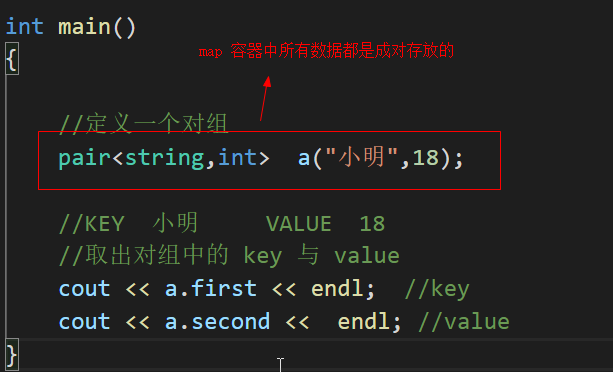 int main()
map 容器中所有数据都是成对存放的
{
//定义一个对组
pair<string,int>  a("小明",18);
//KEY  小明     VALUE  18
//取出对组中的 key 与 value
cout << a.first << endl;  //key
cout << a.second <<  endl; //value
}